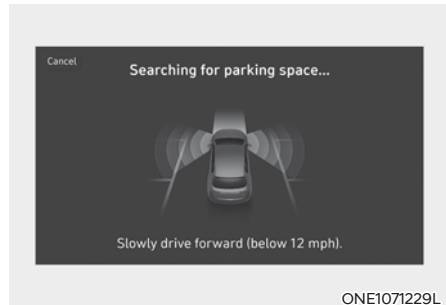 Cancel
Searching for parking space...
Slowly drive forward (below 12 mph).
ONE1071229L